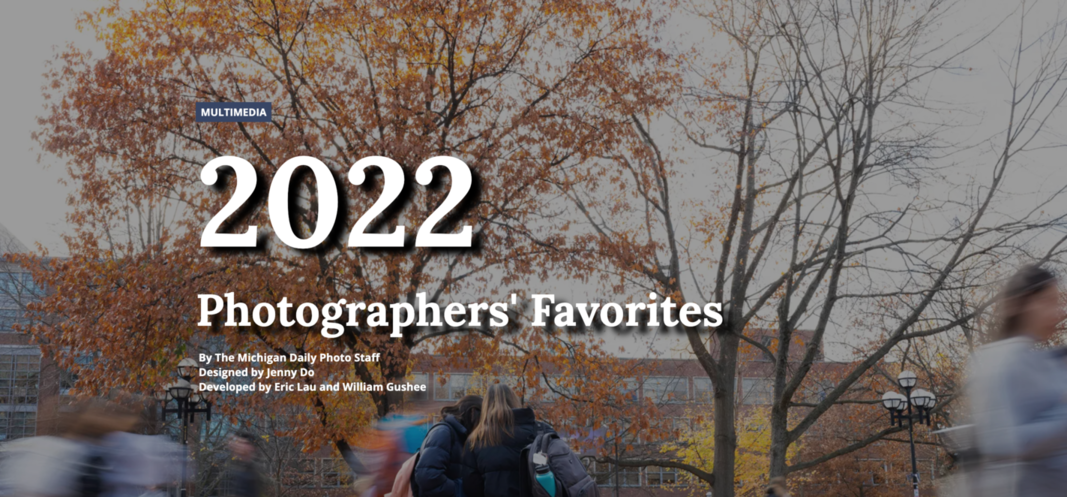 MULTIMEDIA
2022
Photographers' Favorites
By The Michigan Daily Photo Staff
Designed by Jenny Do
Developed by Eric Lau and William Gushee